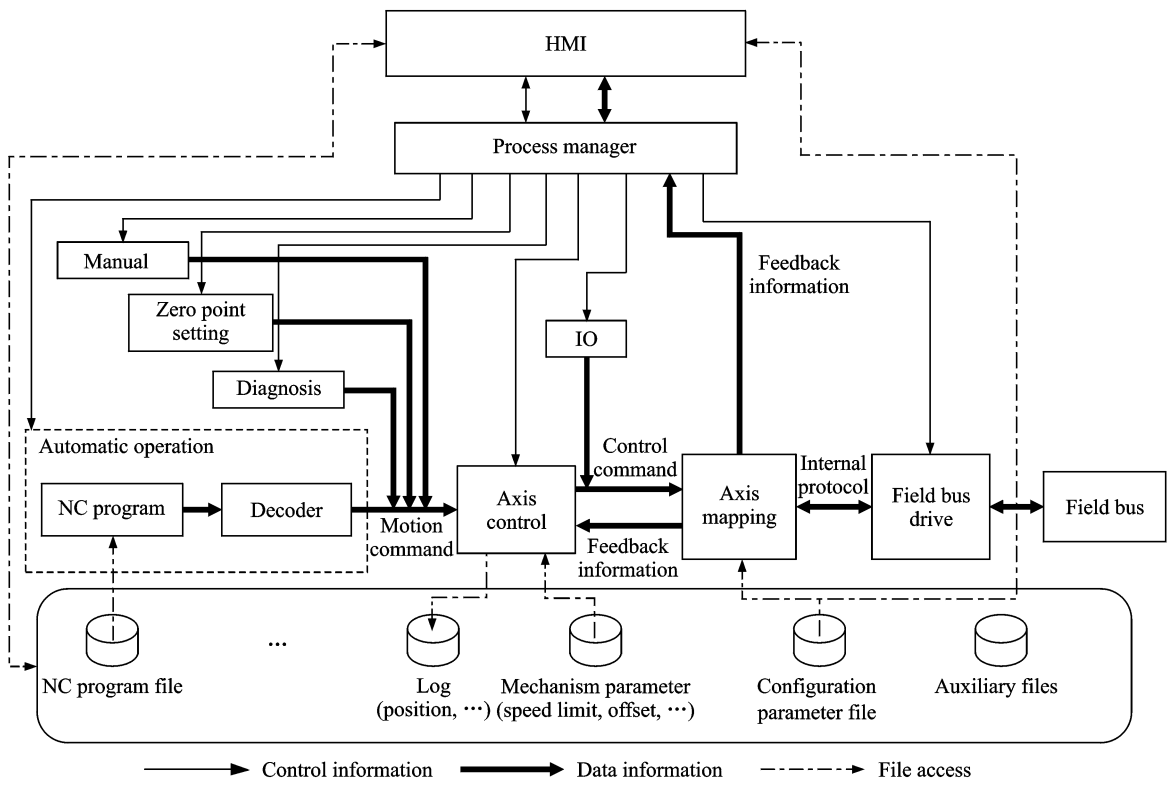 HMI
Process manager
Manual
Zero point
setting
Diagnosis
IO
Feedback
information
Automatic operation
NC program
Decoder
Motion
command
Axis
control
Control
command
Feedback
information
Axis
mapping
Internal
protocol
Field bus
drive
Field bus
NC program file
...
Log
(position, ···)
Mechanism parameter
(speed limit, offset, ···)
Configuration
parameter file
Auxiliary files
Control information
Data information
File access